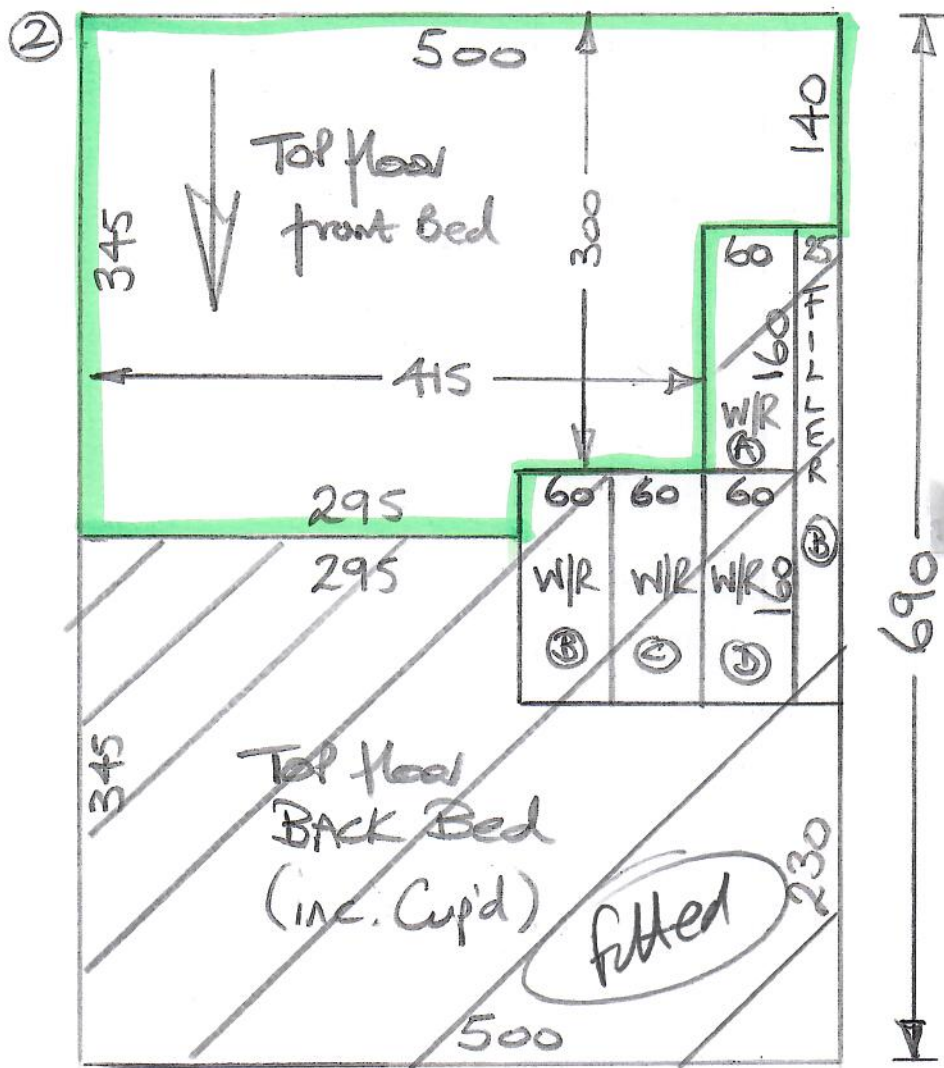 ②
500
140
Top floor
front Bed
345
300
60
25
415
160
W/R
Ⓐ
FILLER
Ⓑ
295
60
60
60
295
W/R
W/R
W/R
160
Ⓑ
Ⓒ
Ⓓ
690
345
Top floor
BACK Bed
(inc. Cup'd)
230
fitted
500